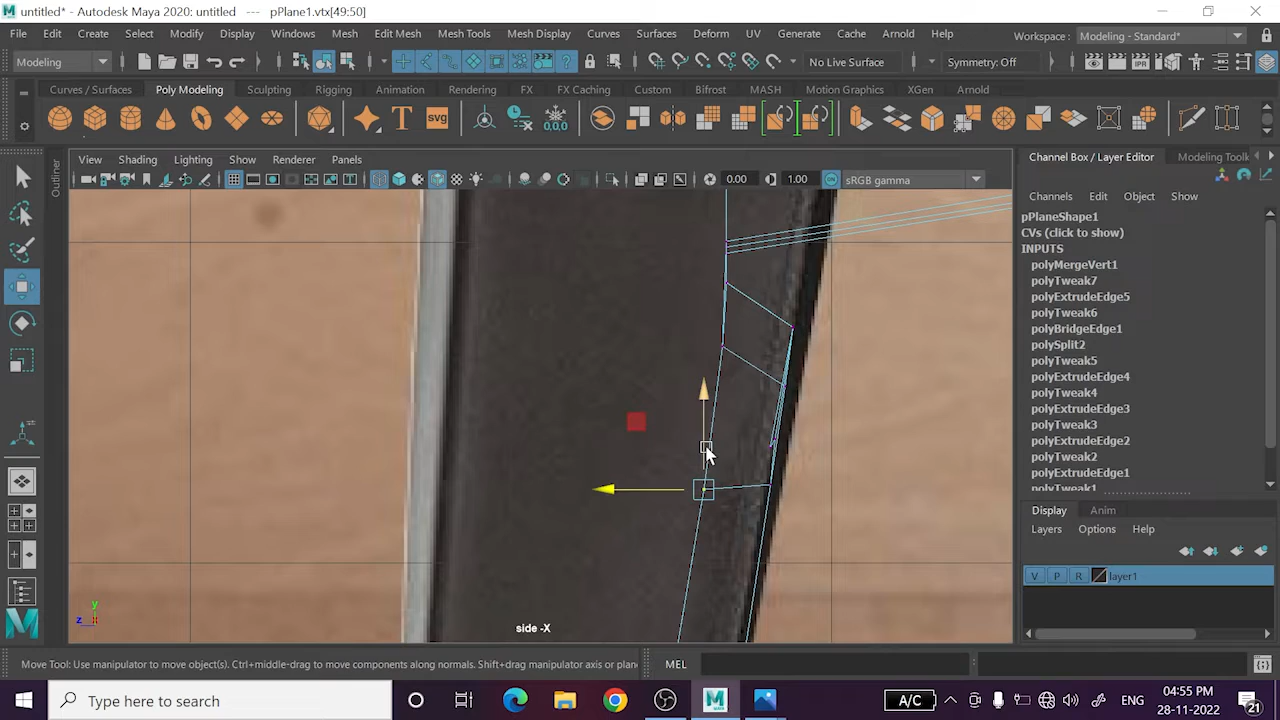 untitled* - Autodesk Maya 2020: untitled --- pPlane1.vtx[49:50]
File Edit Create Select Modify Display Windows Mesh Edit Mesh Mesh Tools Mesh Display Curves Surfaces Deform UV Generate Cache Arnold Help Workspace: Modeling - Standard*
Modeling No Live Surface Symmetry: Off
Curves / Surfaces Poly Modeling Sculpting Rigging Animation Rendering FX FX Caching Custom Bifrost MASH Motion Graphics XGen Arnold
T svg 0,0,0
View Shading Lighting Show Renderer Panels
Channel Box / Layer Editor Modeling Toolk
0.00 1.00 sRGB gamma
Outliner
Channels Edit Object Show
pPlaneShape1
CVs (click to show)
INPUTS
polyMergeVert1
polyTweak7
polyExtrudeEdge5
polyTweak6
polyBridgeEdge1
polySplit2
polyTweak5
polyExtrudeEdge4
polyTweak4
polyExtrudeEdge3
polyTweak3
polyExtrudeEdge2
polyTweak2
polyExtrudeEdge1
polyTweak1
Display Anim
Layers Options Help
V P R layer1
y
z x
side -X
Move Tool: Use manipulator to move object(s). Ctrl+middle-drag to move components along normals. Shift+drag manipulator axis or plane
MEL
Type here to search
A/C ENG
04:55 PM
28-11-2022
21